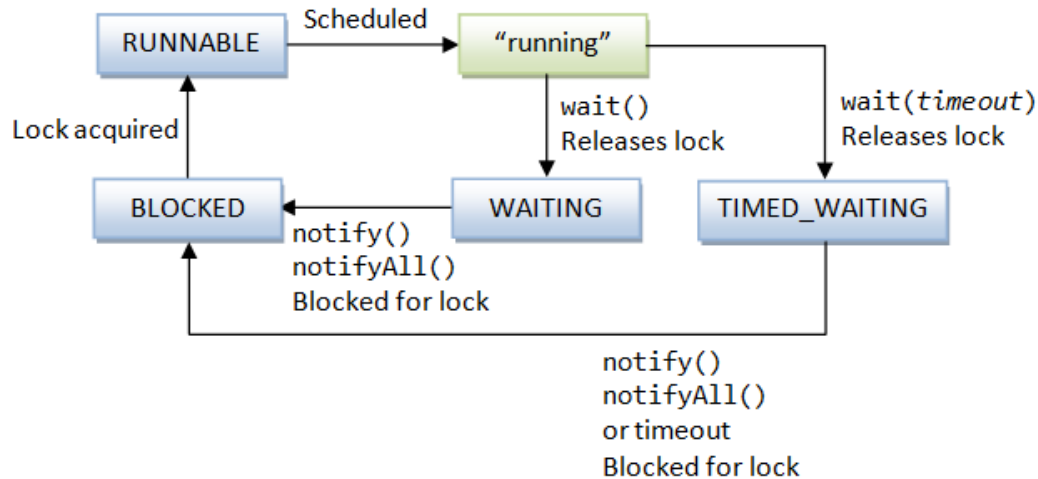 Scheduled
RUNNABLE
“running”
wait()
Releases lock
wait(timeout)
Releases lock
Lock acquired
BLOCKED
WAITING
TIMED_WAITING
notify()
notifyAll()
Blocked for lock
notify()
notifyAll()
or timeout
Blocked for lock